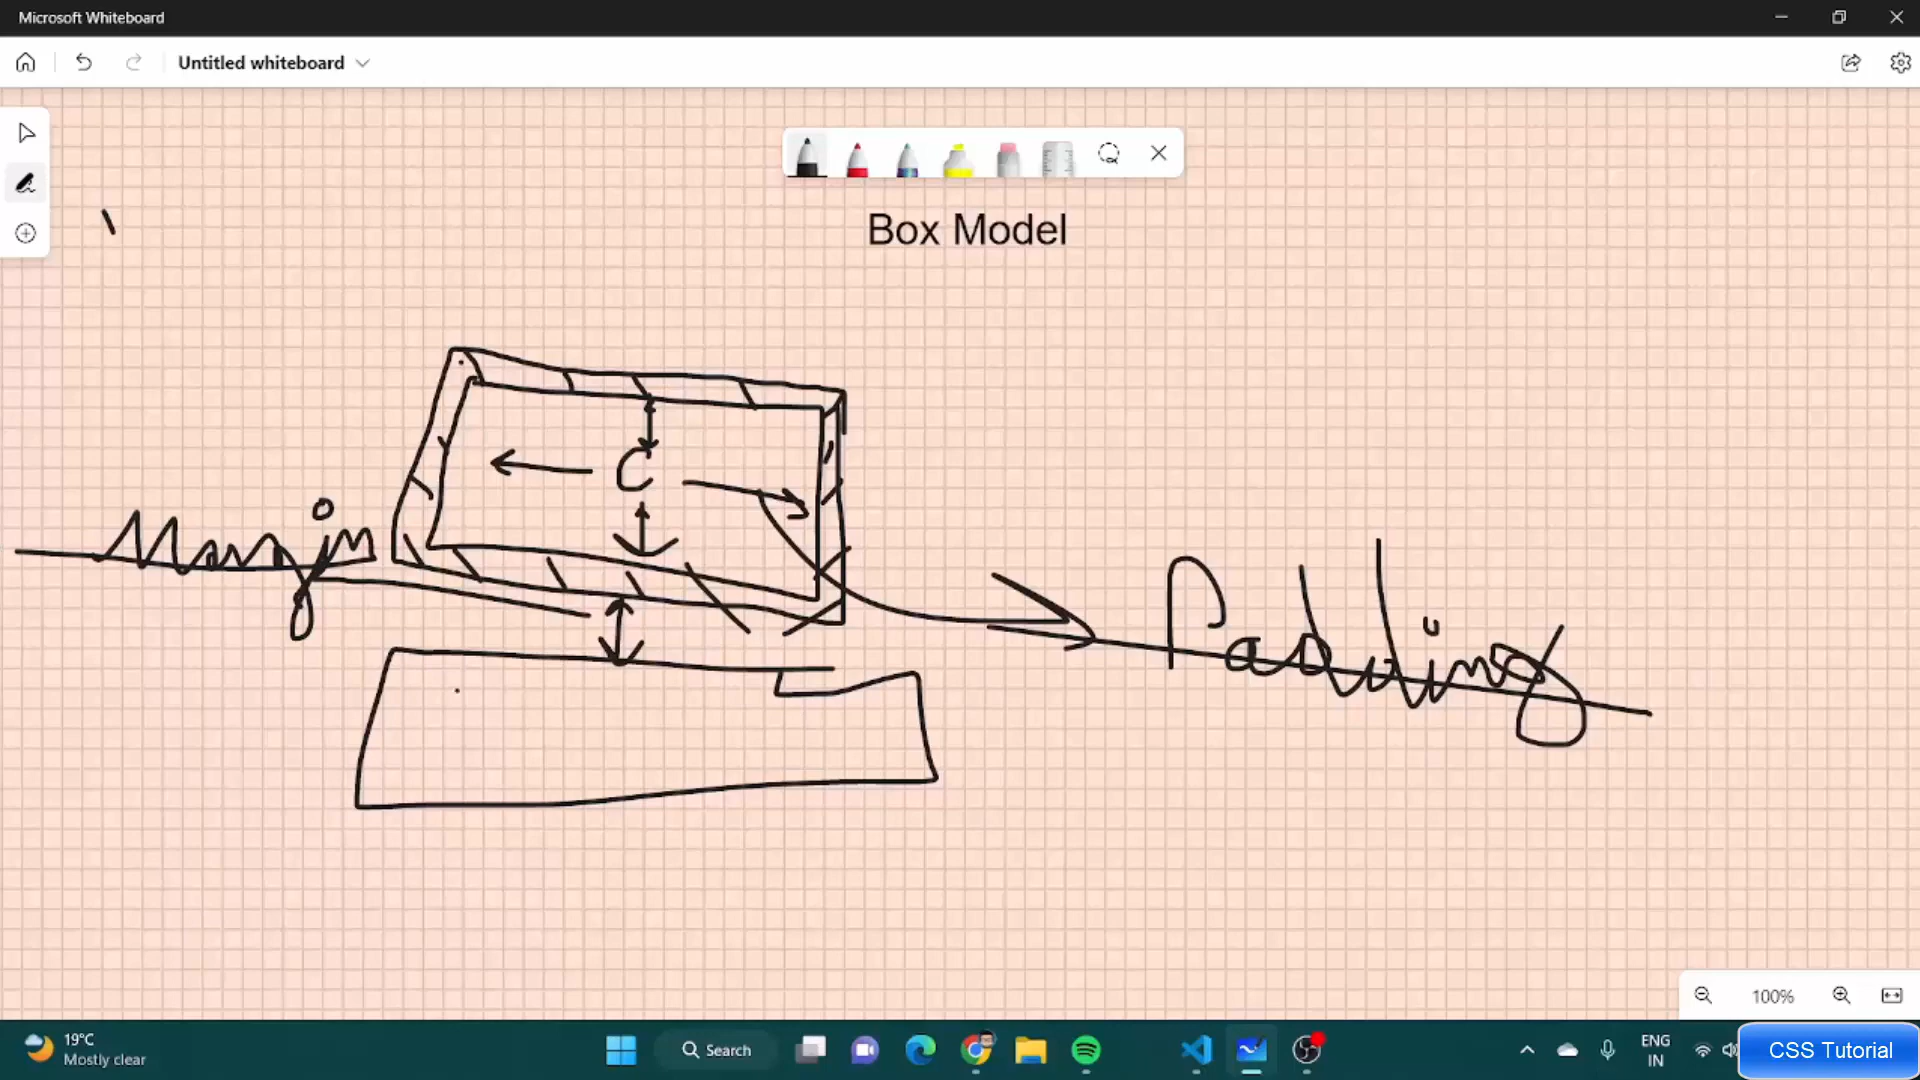 Microsoft Whiteboard
Untitled whiteboard
Box Model
C
Margin
Padding
100%
19°C
Mostly clear
Search
ENG
IN
CSS Tutorial